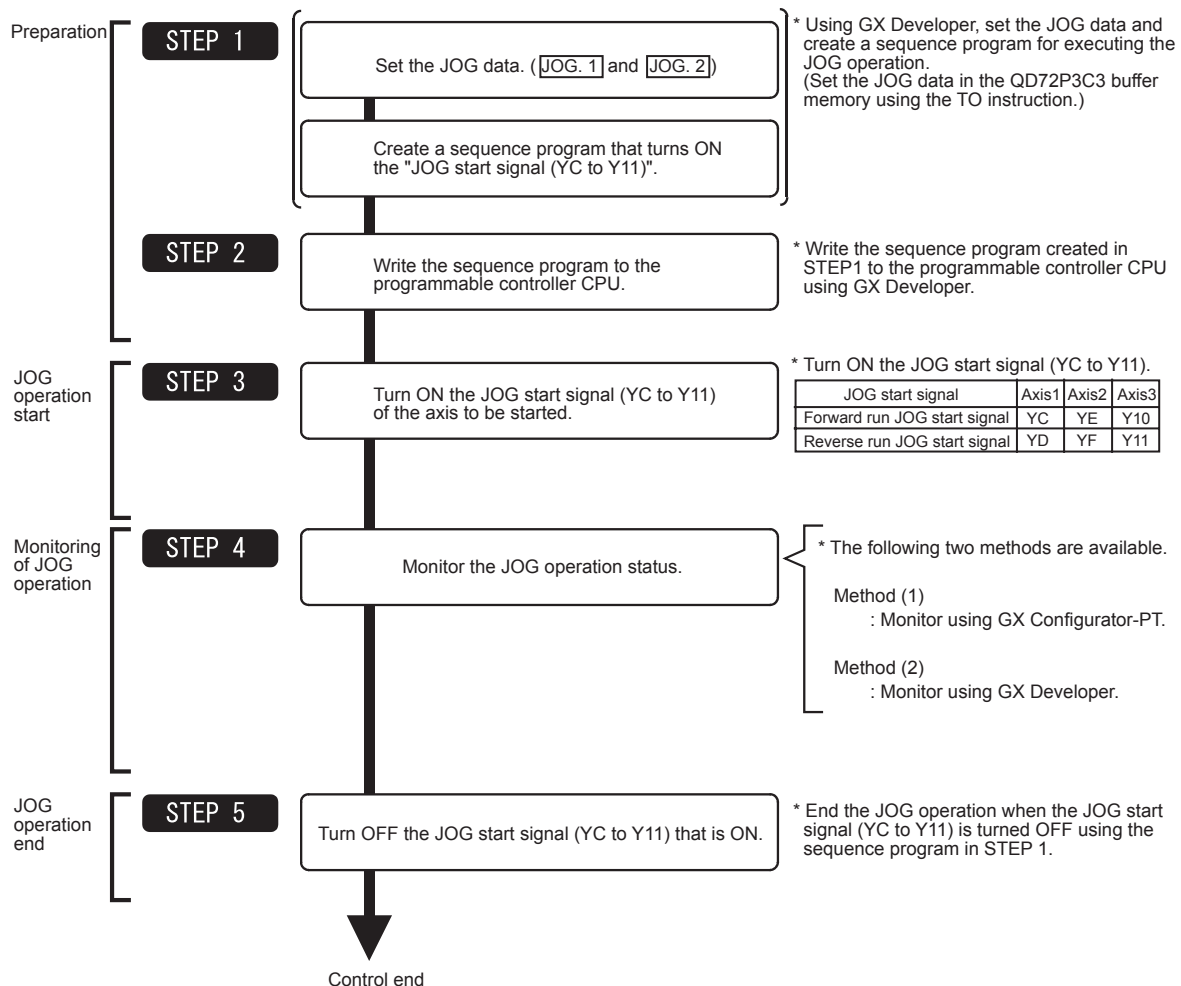 Preparation
STEP 1
Set the JOG data. ( JOG. 1 and JOG. 2 )
* Using GX Developer, set the JOG data and
create a sequence program for executing the
JOG operation.
(Set the JOG data in the QD72P3C3 buffer
memory using the TO instruction.)
Create a sequence program that turns ON
the "JOG start signal (YC to Y11)".
STEP 2
Write the sequence program to the
programmable controller CPU.
* Write the sequence program created in
STEP1 to the programmable controller CPU
using GX Developer.
JOG
operation
start
STEP 3
Turn ON the JOG start signal (YC to Y11)
of the axis to be started.
* Turn ON the JOG start signal (YC to Y11).
JOG start signal Axis1 Axis2 Axis3
Forward run JOG start signal YC YE Y10
Reverse run JOG start signal YD YF Y11
Monitoring
of JOG
operation
STEP 4
Monitor the JOG operation status.
* The following two methods are available.
Method (1)
: Monitor using GX Configurator-PT.
Method (2)
: Monitor using GX Developer.
JOG
operation
end
STEP 5
Turn OFF the JOG start signal (YC to Y11) that is ON.
* End the JOG operation when the JOG start
signal (YC to Y11) is turned OFF using the
sequence program in STEP 1.
Control end